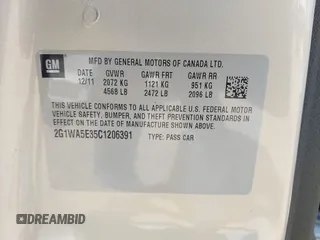 GM
MFD BY GENERAL MOTORS OF CANADA LTD.
DATE GVWR GAWR FRT GAWR RR
12/11 2072 KG 1121 KG 951 KG
4568 LB 2472 LB 2096 LB
THIS VEHICLE CONFORMS TO ALL APPLICABLE U.S. FEDERAL MOTOR
VEHICLE SAFETY, BUMPER, AND THEFT PREVENTION STANDARDS IN
EFFECT ON THE DATE OF MANUFACTURE SHOWN ABOVE.
2G1WA5E35C1206391 TYPE: PASS CAR
DREAMBID